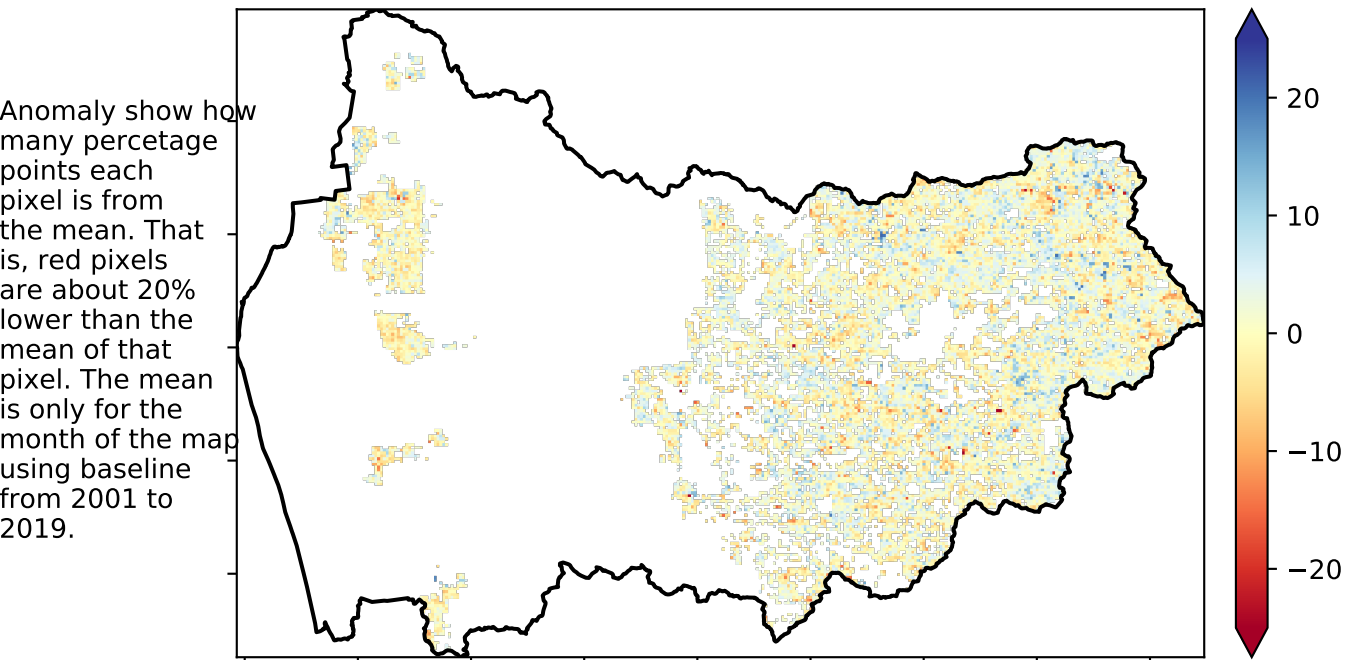 Anomaly show how
many percetage
points each
pixel is from
the mean. That
is, red pixels
are about 20%
lower than the
mean of that
pixel. The mean
is only for the
month of the map
using baseline
from 2001 to
2019.
20
10
0
−10
−20